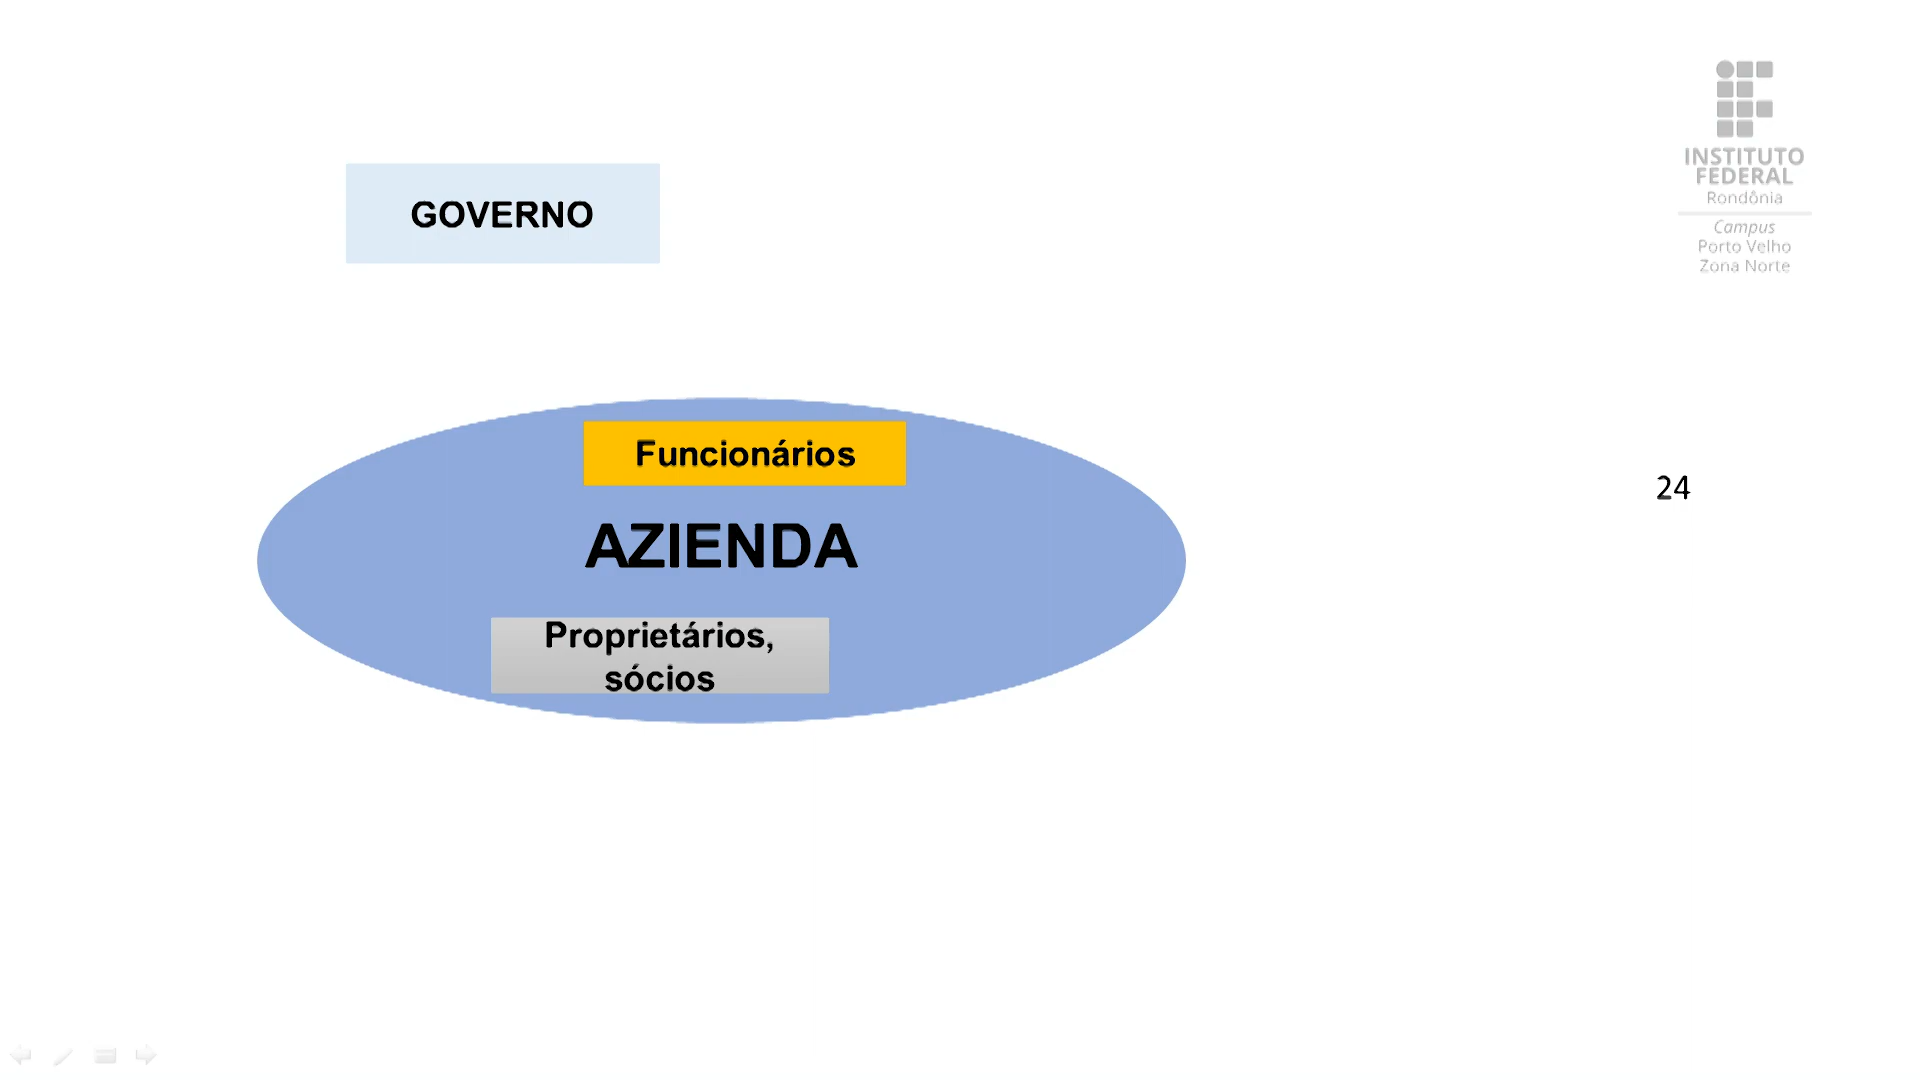 GOVERNO
INSTITUTO
FEDERAL
Rondônia
Campus
Porto Velho
Zona Norte
Funcionários
AZIENDA
Proprietários,
sócios
24